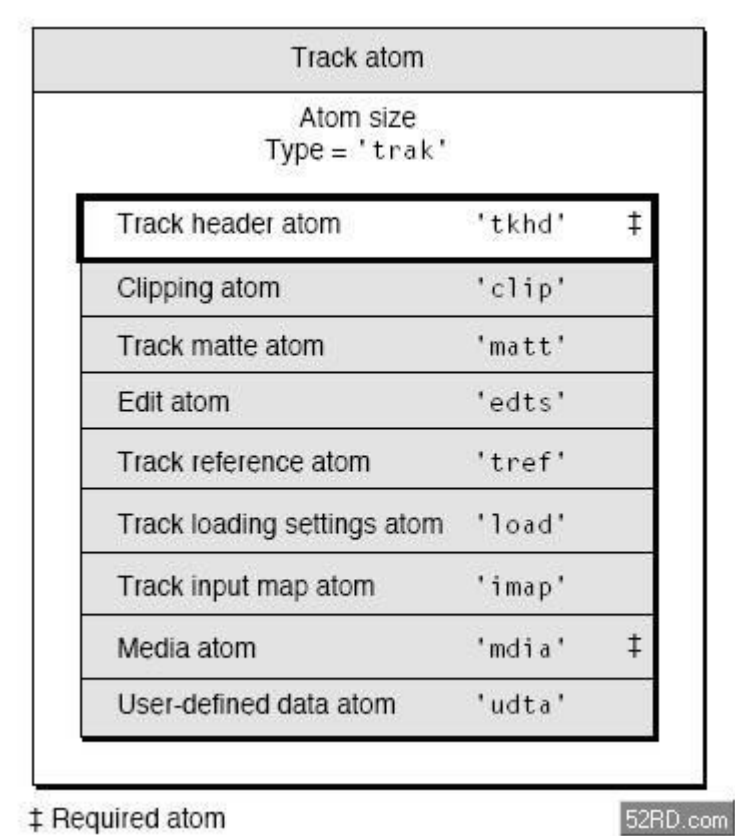 Track atom
Atom size
Type = 'trak'
Track header atom 'tkhd' ‡
Clipping atom 'clip'
Track matte atom 'matt'
Edit atom 'edts'
Track reference atom 'tref'
Track loading settings atom 'load'
Track input map atom 'imap'
Media atom 'mdia' ‡
User-defined data atom 'udta'
‡ Required atom
52RD.com